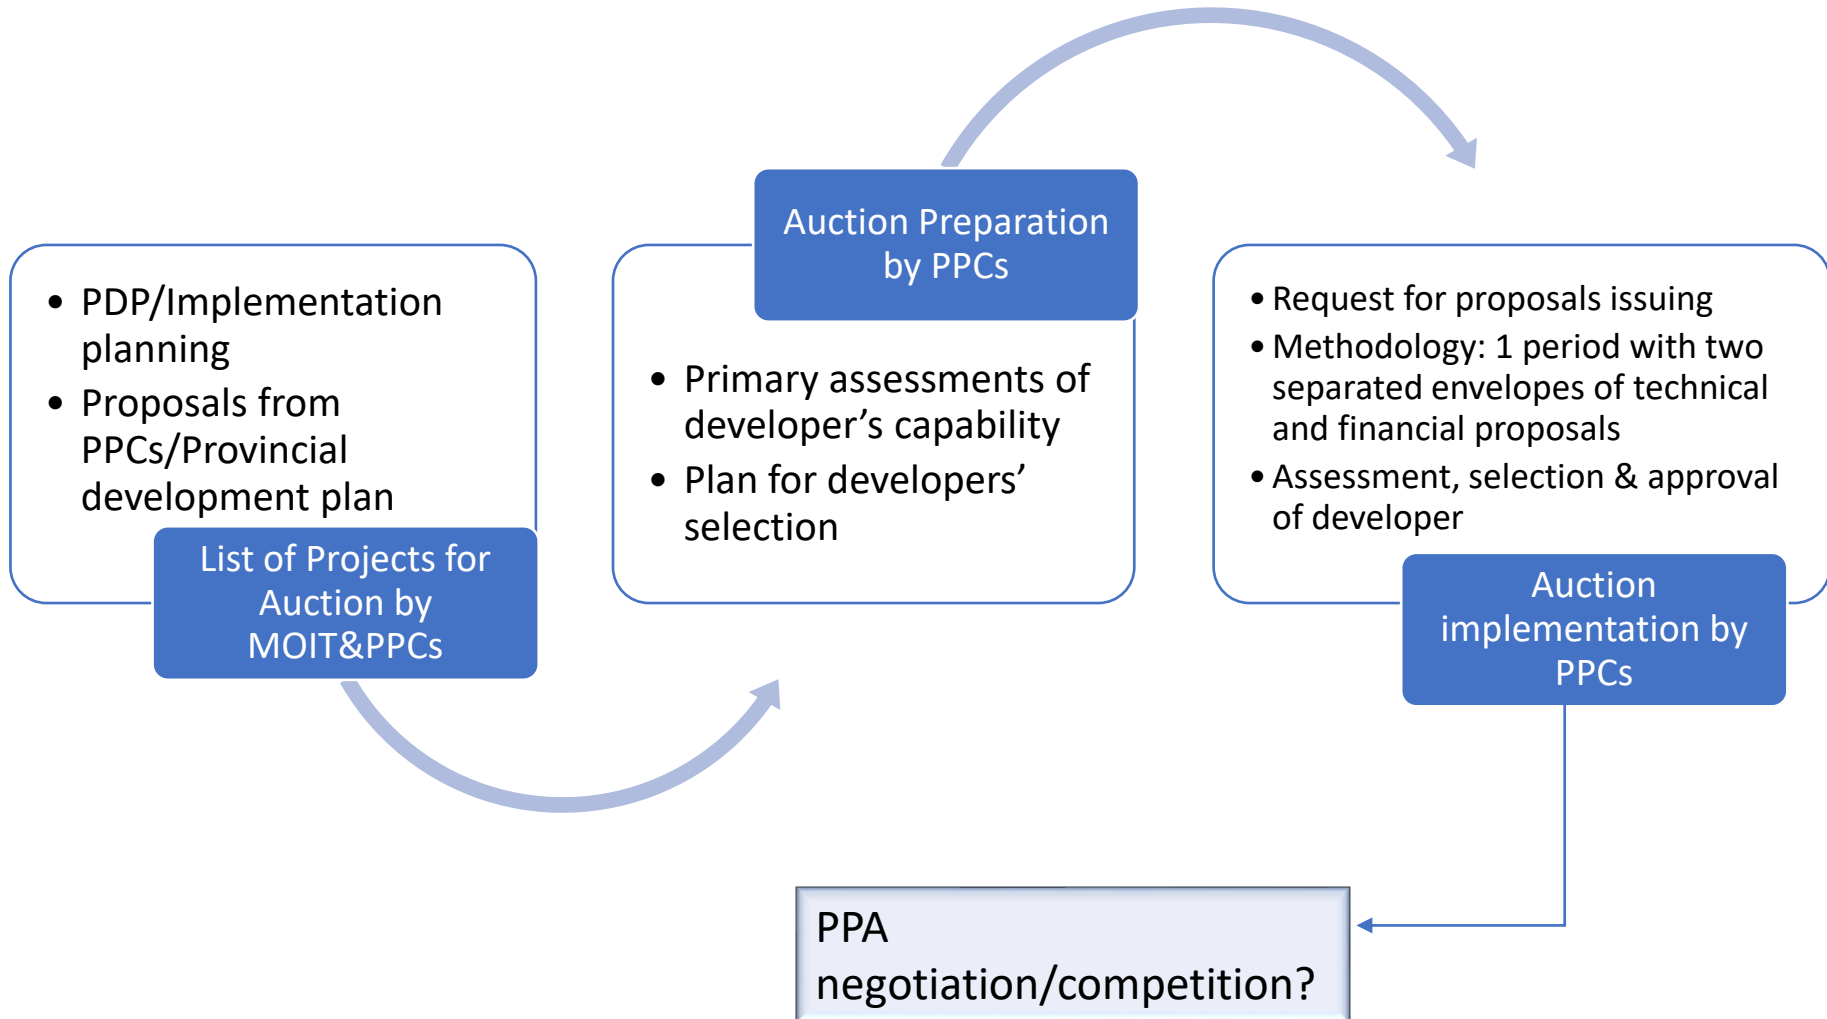 • PDP/Implementation
planning
• Proposals from
PPCs/Provincial
development plan
List of Projects for
Auction by
MOIT&PPCs
Auction Preparation
by PPCs
• Primary assessments of
developer’s capability
• Plan for developers’
selection
• Request for proposals issuing
• Methodology: 1 period with two
separated envelopes of technical
and financial proposals
• Assessment, selection & approval
of developer
Auction
implementation by
PPCs
PPA
negotiation/competition?